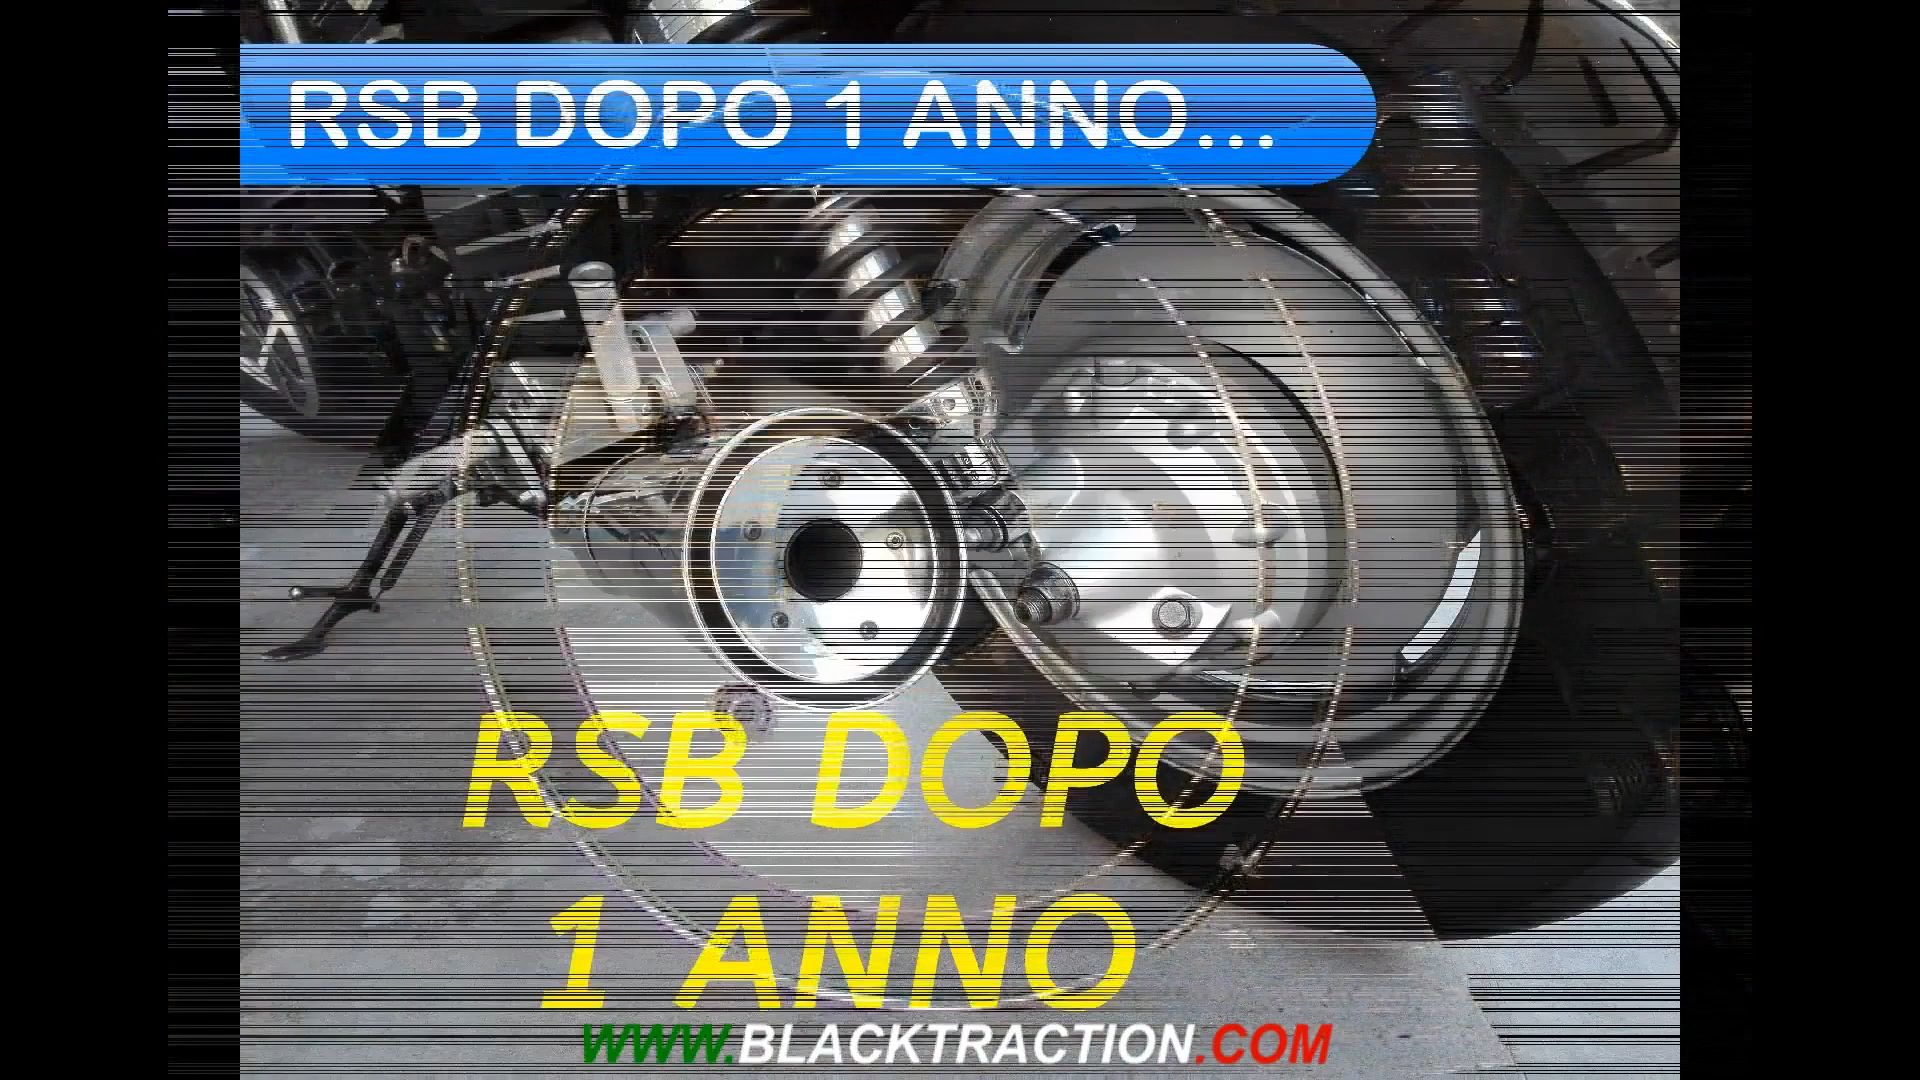 RSB DOPO 1 ANNO...
RSB DOPO
1 ANNO
WWW.BLACKTRACTION.COM